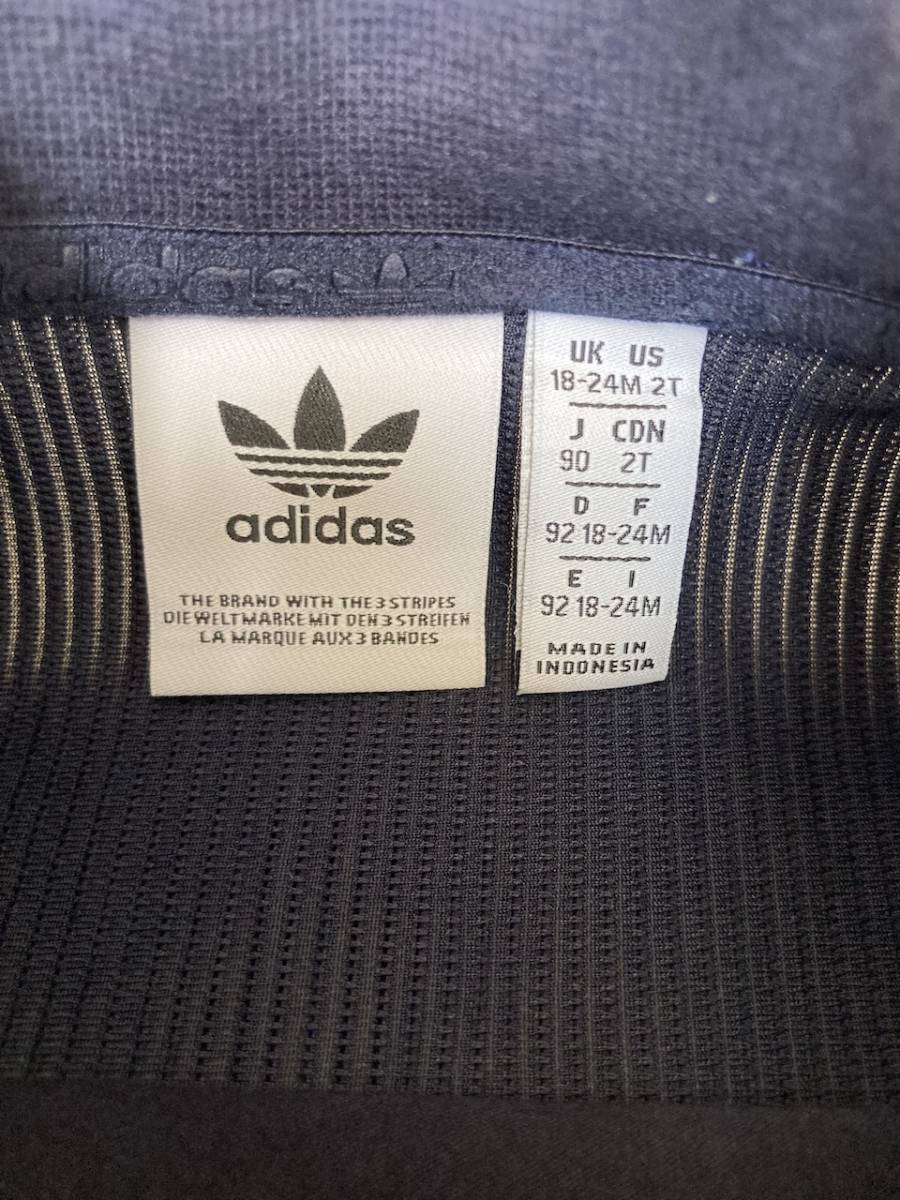 adidas
adidas
THE BRAND WITH THE 3 STRIPES
DIE WELTMARKE MIT DEN 3 STREIFEN
LA MARQUE AUX 3 BANDES
UK US
18-24M 2T
J CDN
90 2T
D F
92 18-24M
E I
92 18-24M
MADE IN
INDONESIA